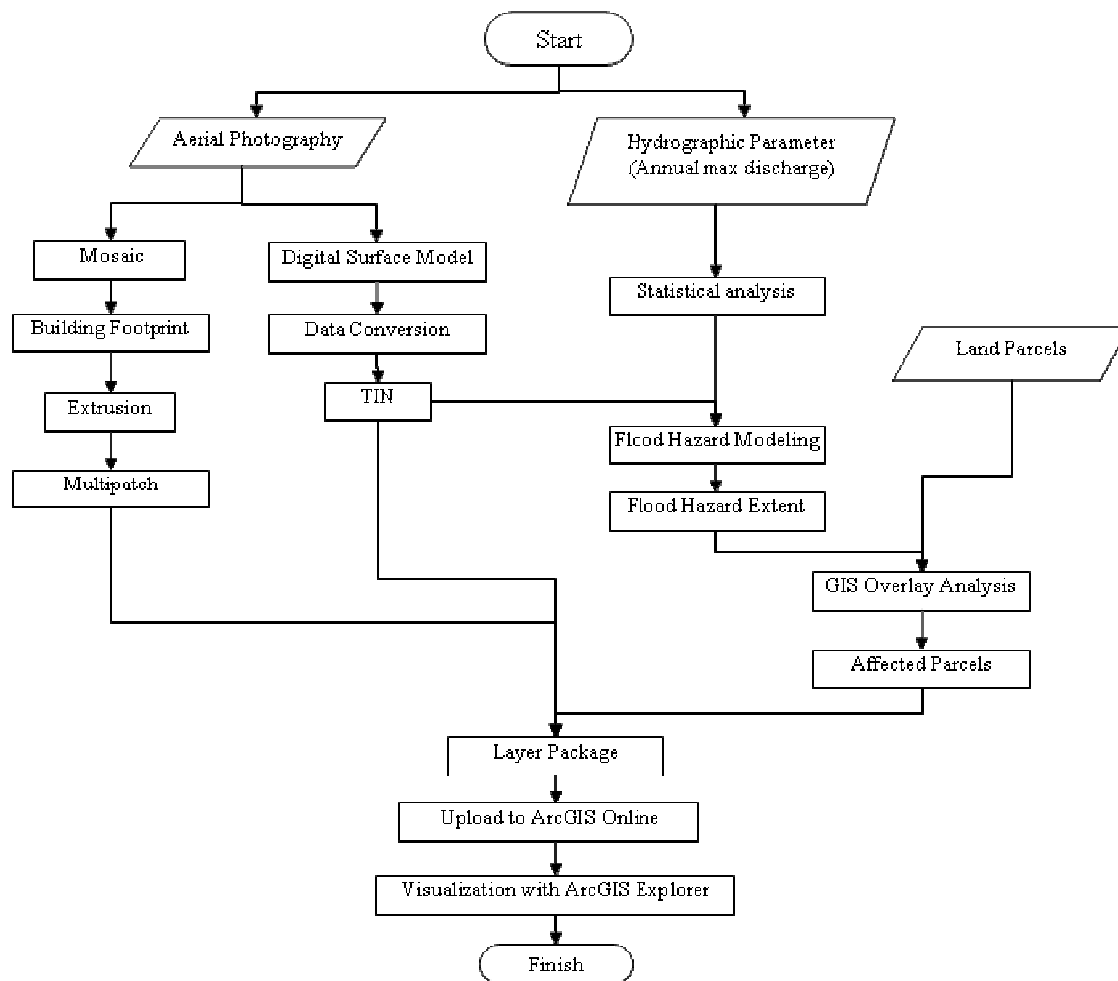 Start
Aerial Photography
Hydrographic Parameter
(Annual max discharge)
Mosaic
Digital Surface Model
Statistical analysis
Building Footprint
Data Conversion
Land Parcels
Extrusion
TIN
Flood Hazard Modeling
Multipatch
Flood Hazard Extent
GIS Overlay Analysis
Affected Parcels
Layer Package
Upload to ArcGIS Online
Visualization with ArcGIS Explorer
Finish